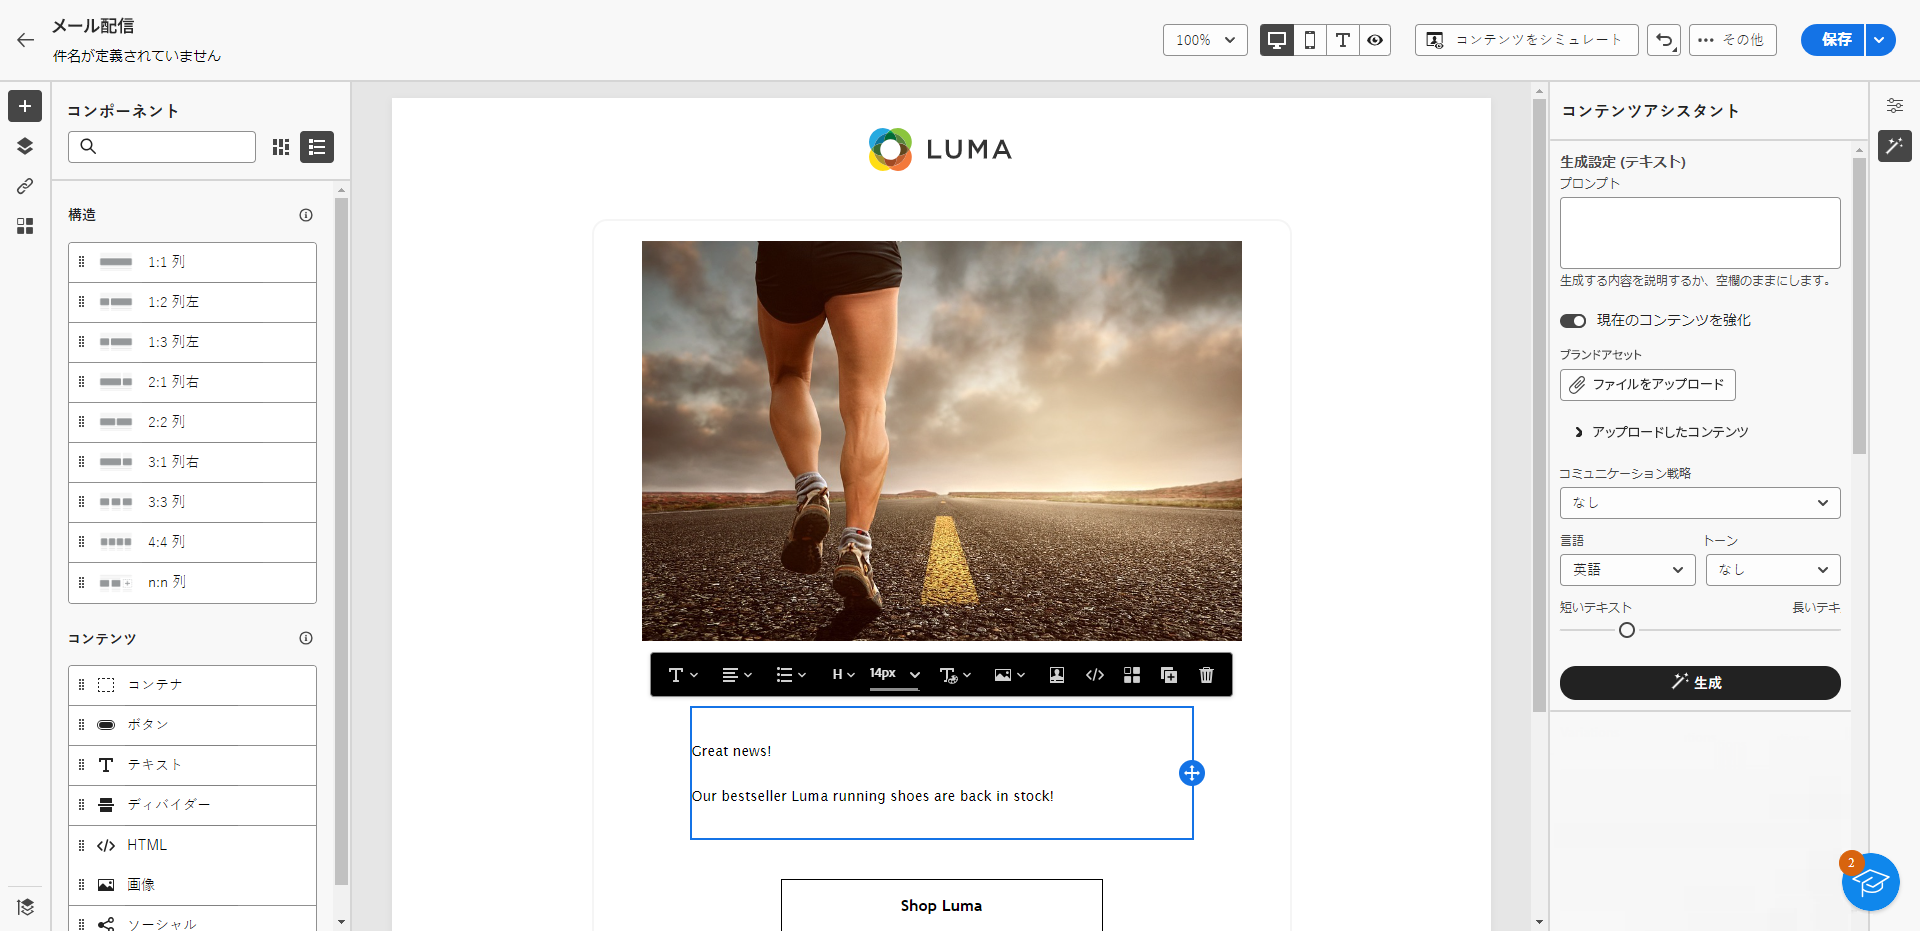 メール配信
件名が定義されていません
100%
コンテンツをシミュレート
その他
保存
コンポーネント
構造
1:1 列
1:2 列左
1:3 列左
2:1 列右
2:2 列
3:1 列右
3:3 列
4:4 列
n:n 列
コンテンツ
コンテナ
ボタン
テキスト
ディバイダー
HTML
画像
ソーシャル
LUMA
H
14px
Great news!
Our bestseller Luma running shoes are back in stock!
Shop Luma
コンテンツアシスタント
生成設定 (テキスト)
プロンプト
生成する内容を説明するか、空欄のままにします。
現在のコンテンツを強化
ブランドアセット
ファイルをアップロード
アップロードしたコンテンツ
コミュニケーション戦略
なし
言語 トーン
英語 なし
短いテキスト 長いテキ
生成
2